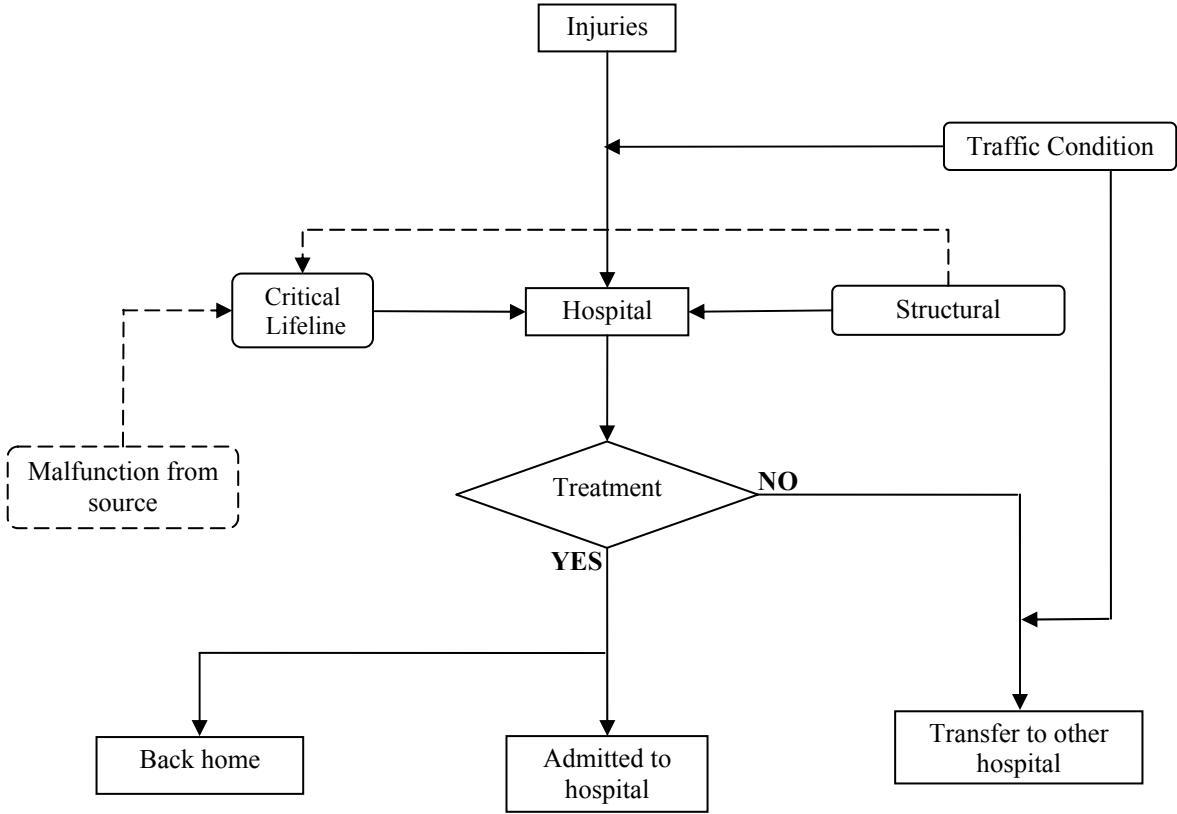 Injuries
Traffic Condition
Critical
Lifeline
Hospital
Structural
Malfunction from
source
Treatment
NO
YES
Back home
Admitted to
hospital
Transfer to other
hospital